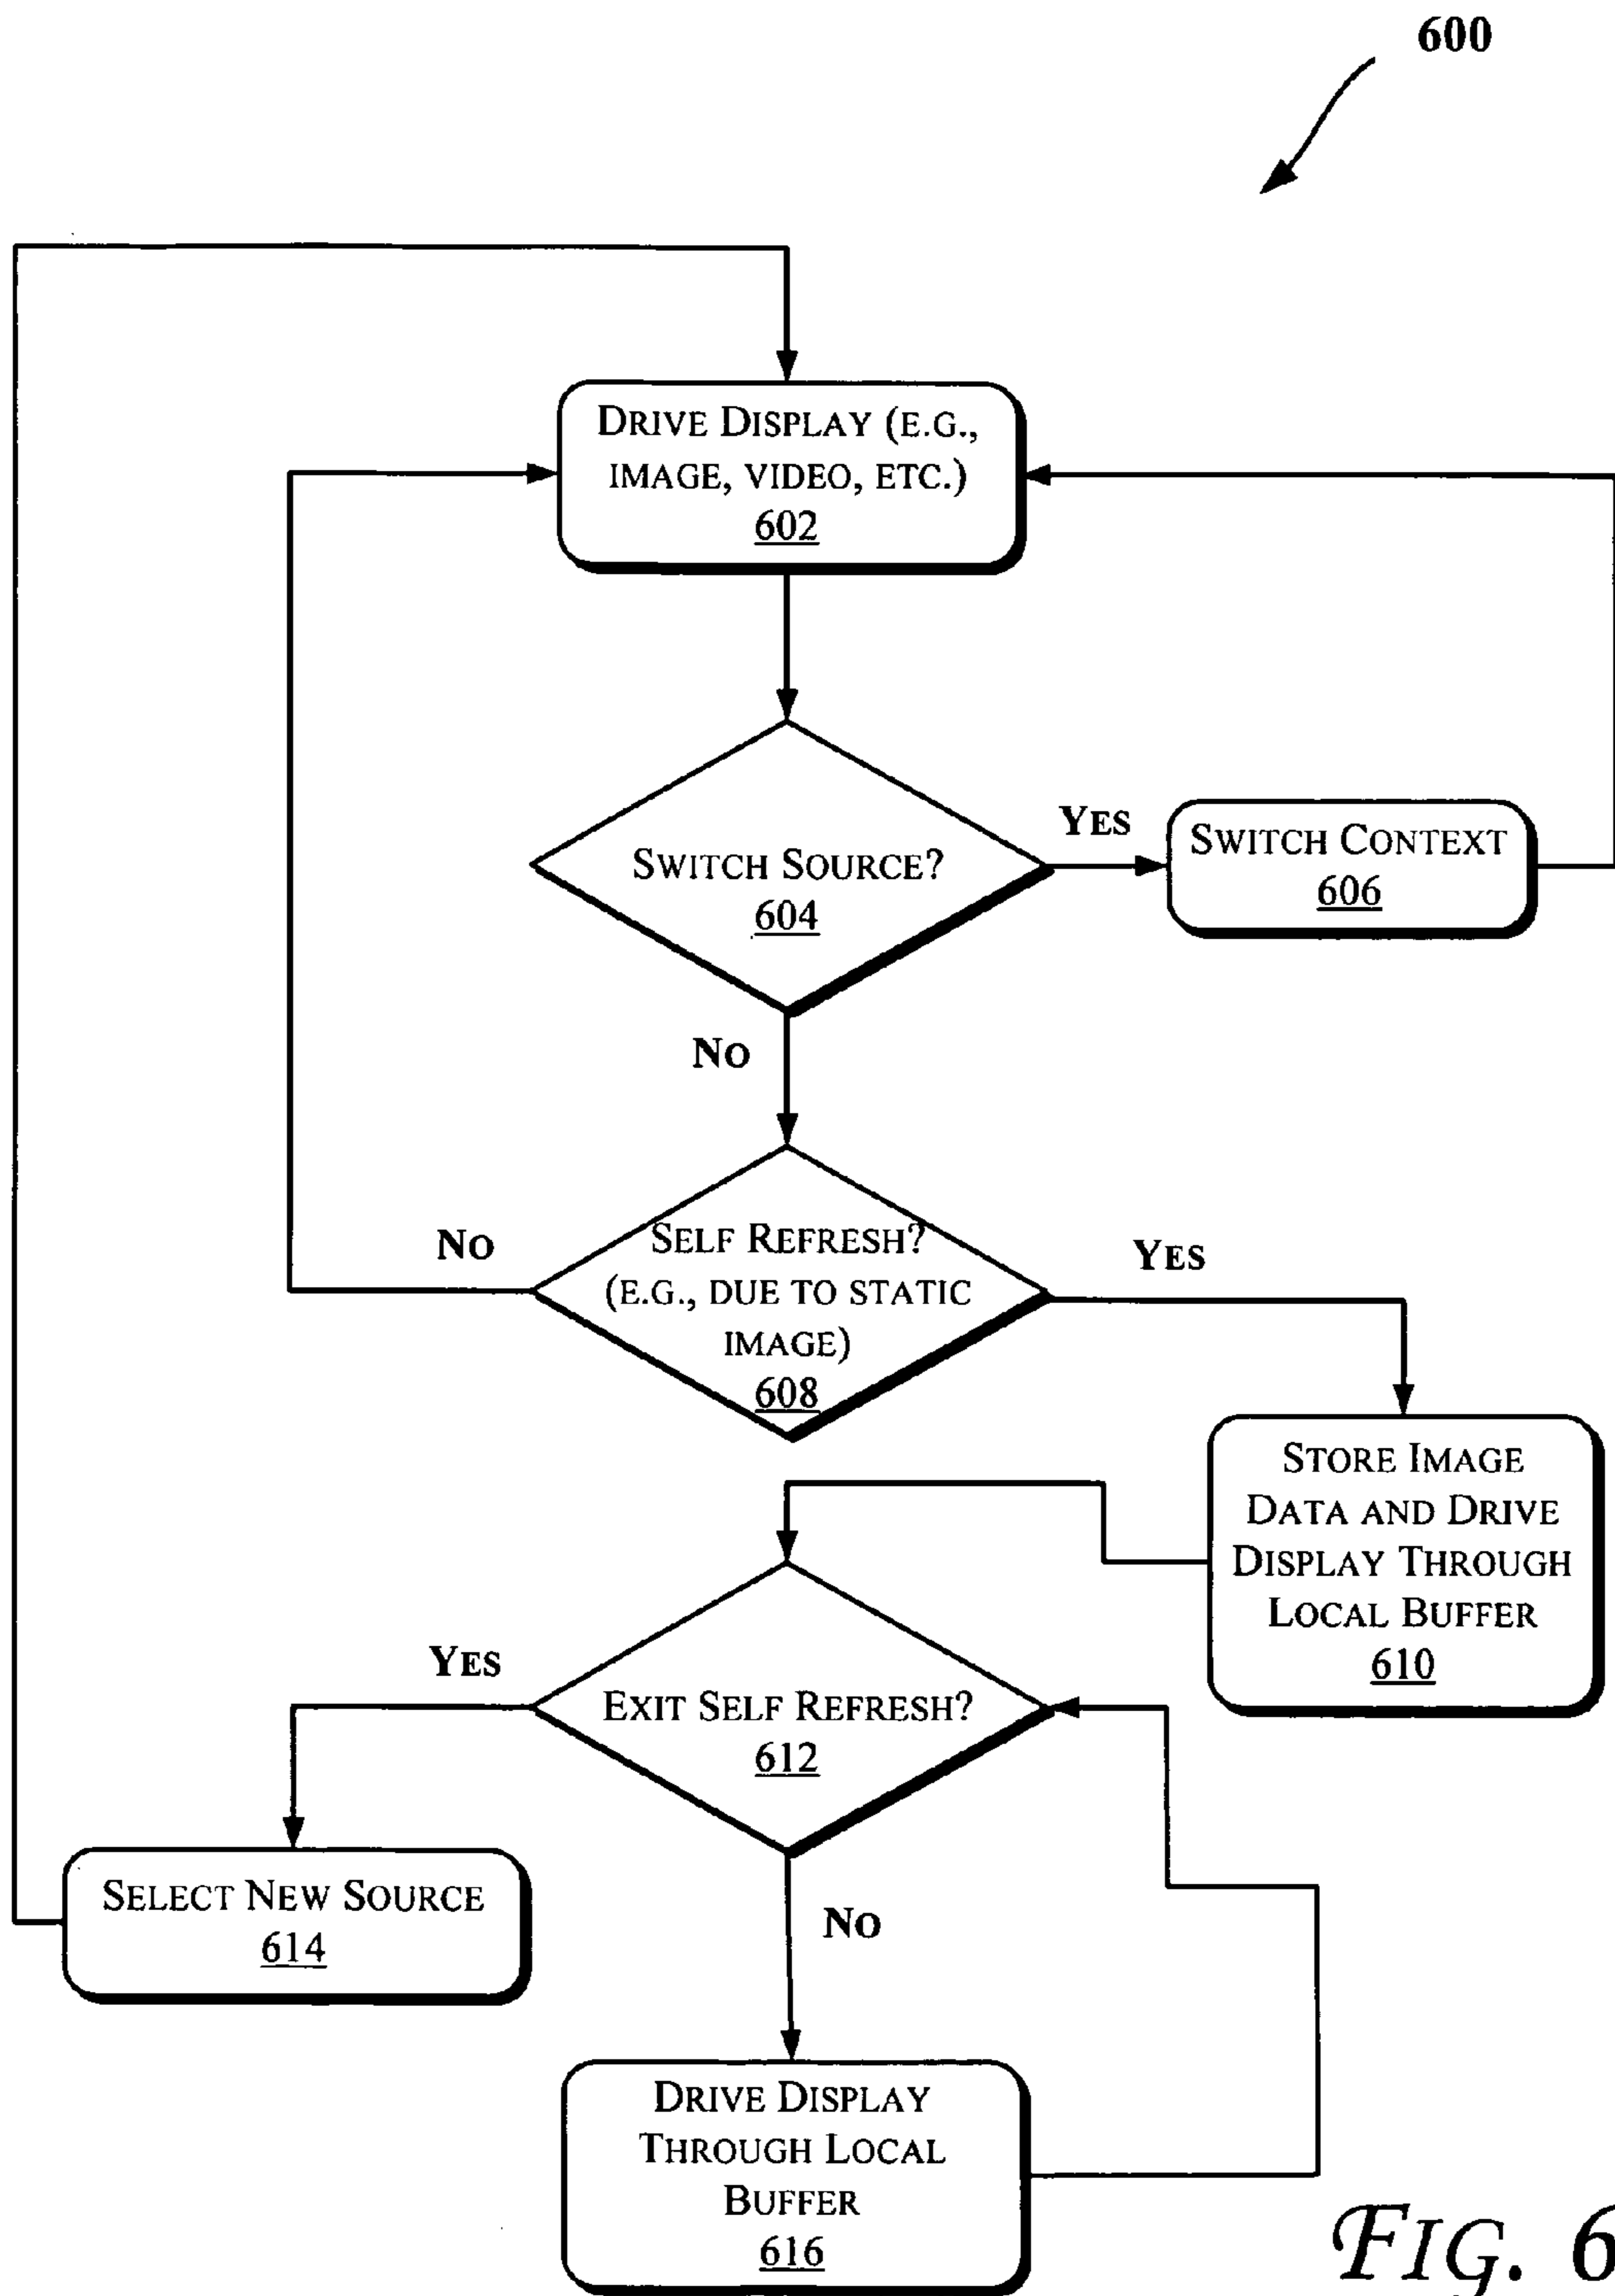 600
DRIVE DISPLAY (E.G.,
IMAGE, VIDEO, ETC.)
602
SWITCH SOURCE?
604
YES
SWITCH CONTEXT
606
NO
SELF REFRESH?
(E.G., DUE TO STATIC
IMAGE)
608
NO
YES
STORE IMAGE
DATA AND DRIVE
DISPLAY THROUGH
LOCAL BUFFER
610
EXIT SELF REFRESH?
612
YES
SELECT NEW SOURCE
614
NO
DRIVE DISPLAY
THROUGH LOCAL
BUFFER
616
FIG. 6